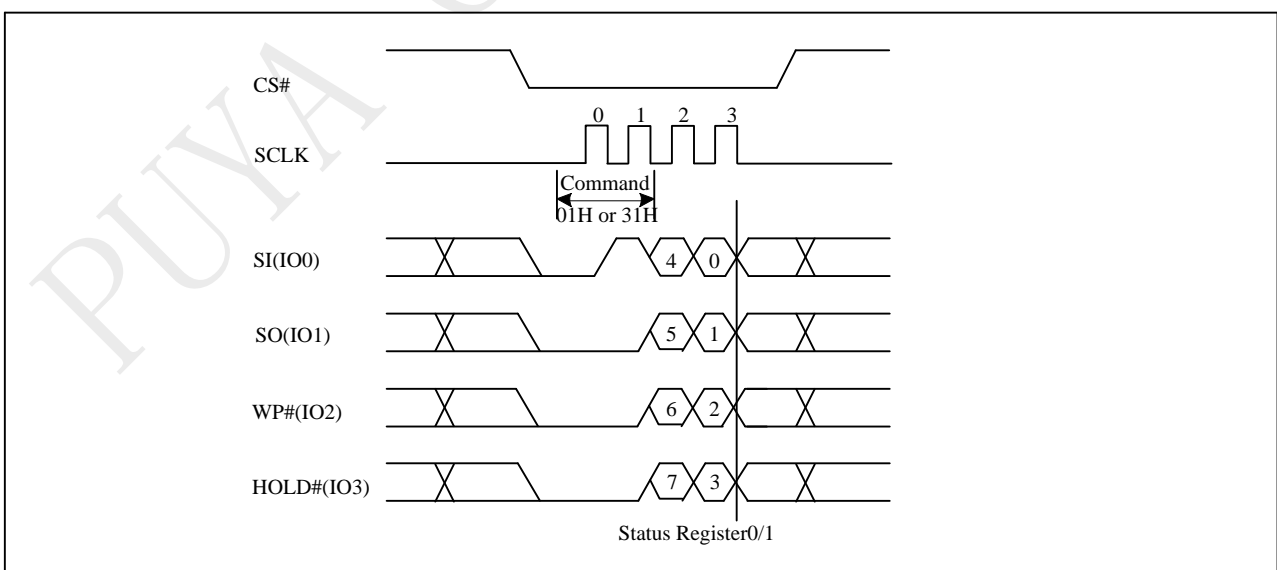 PUYA
CS#
0 1 2 3
SCLK
Command
01H or 31H
SI(IO0)
4 0
SO(IO1)
5 1
WP#(IO2)
6 2
HOLD#(IO3)
7 3
Status Register0/1